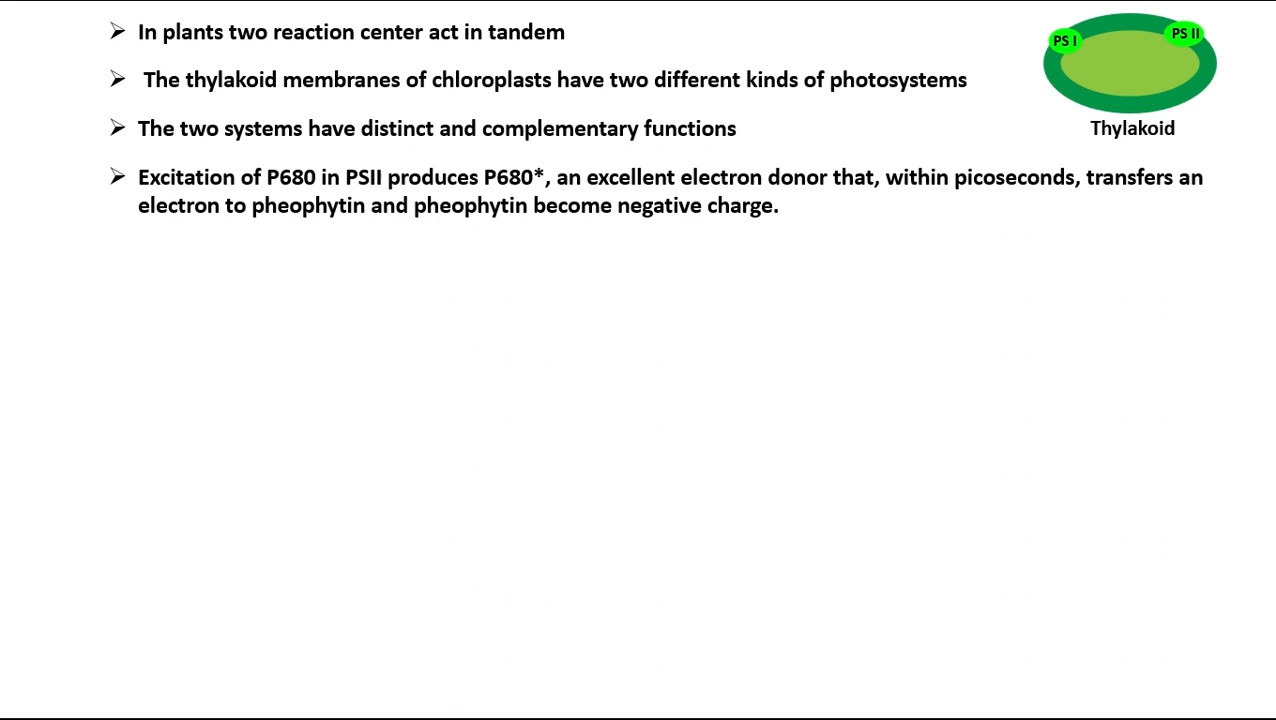 ➢ In plants two reaction center act in tandem
➢ The thylakoid membranes of chloroplasts have two different kinds of photosystems
➢ The two systems have distinct and complementary functions
➢ Excitation of P680 in PSII produces P680*, an excellent electron donor that, within picoseconds, transfers an
electron to pheophytin and pheophytin become negative charge.
PS I
PS II
Thylakoid